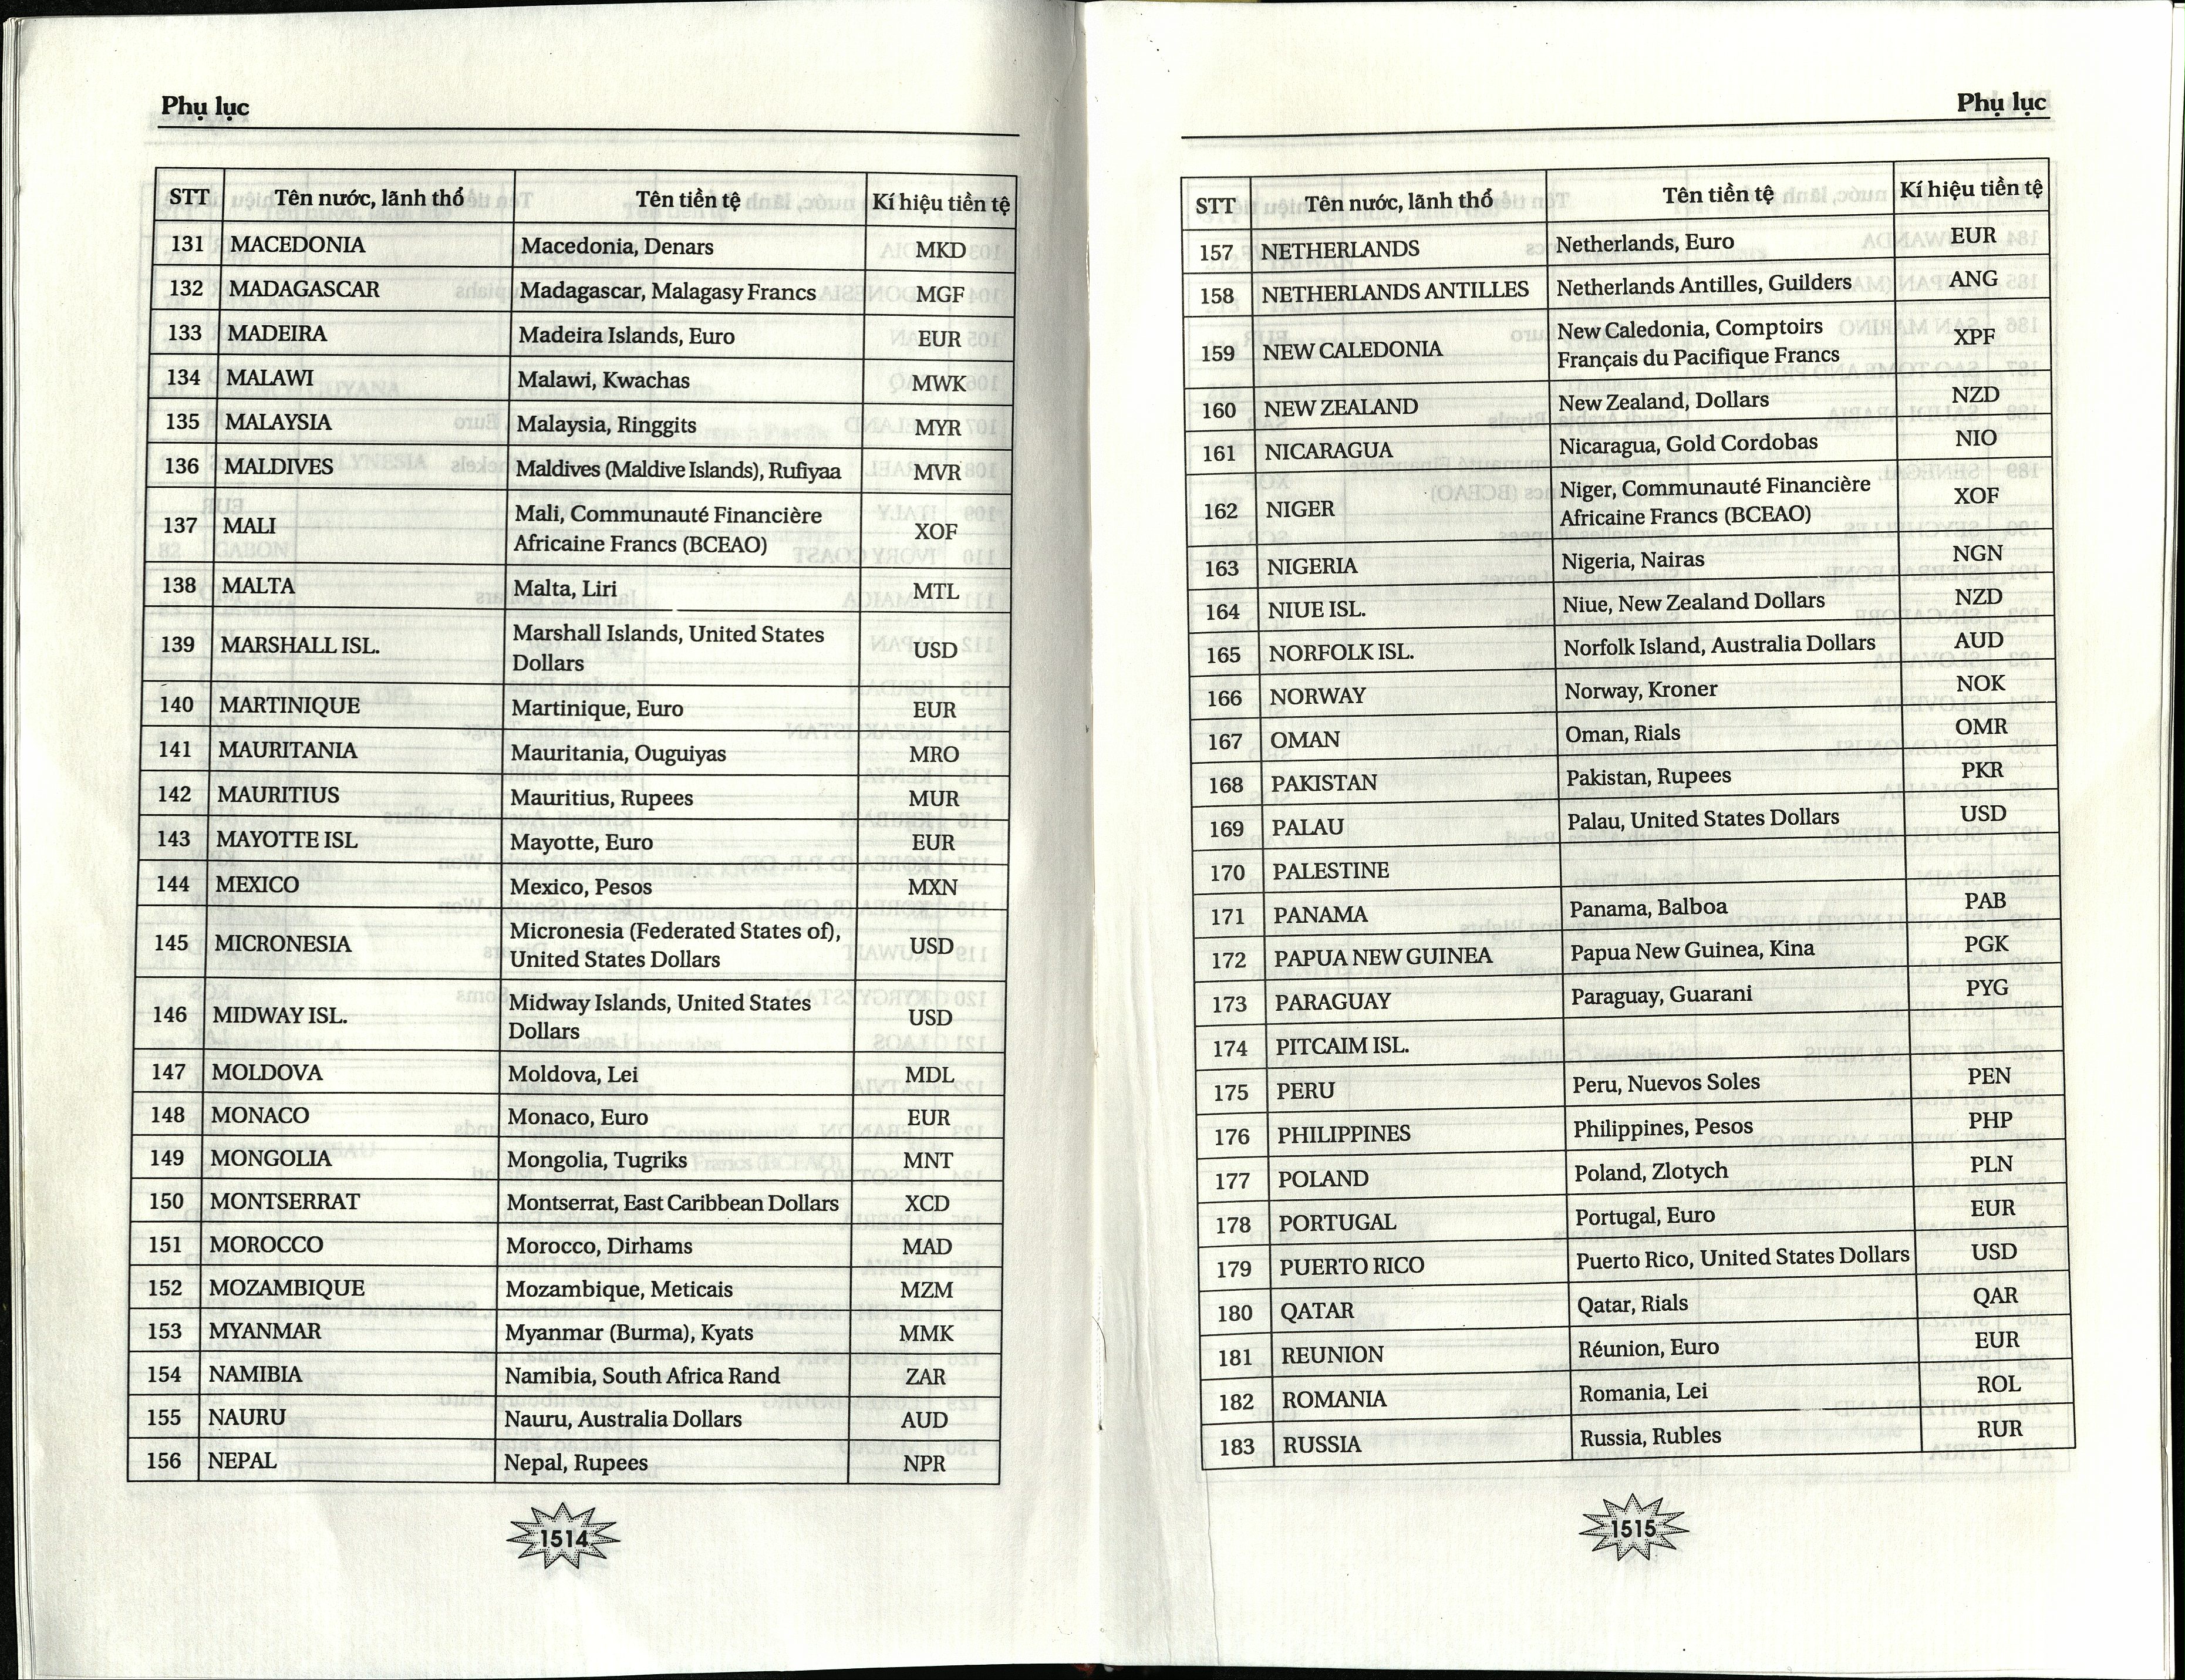 Phụ lục
STT Tên nước, lãnh thổ Tên tiền tệ Kí hiệu tiền tệ
131 MACEDONIA Macedonia, Denars MKD
132 MADAGASCAR Madagascar, Malagasy Francs MGF
133 MADEIRA Madeira Islands, Euro EUR
134 MALAWI Malawi, Kwachas MWK
135 MALAYSIA Malaysia, Ringgits MYR
136 MALDIVES Maldives (Maldive Islands), Rufiyaa MVR
137 MALI Mali, Communauté Financière
Africaine Francs (BCEAO) XOF
138 MALTA Malta, Liri MTL
139 MARSHALL ISL. Marshall Islands, United States
Dollars USD
140 MARTINIQUE Martinique, Euro EUR
141 MAURITANIA Mauritania, Ouguiyas MRO
142 MAURITIUS Mauritius, Rupees MUR
143 MAYOTTE ISL Mayotte, Euro EUR
144 MEXICO Mexico, Pesos MXN
145 MICRONESIA Micronesia (Federated States of),
United States Dollars USD
146 MIDWAY ISL. Midway Islands, United States
Dollars USD
147 MOLDOVA Moldova, Lei MDL
148 MONACO Monaco, Euro EUR
149 MONGOLIA Mongolia, Tugriks MNT
150 MONTSERRAT Montserrat, East Caribbean Dollars XCD
151 MOROCCO Morocco, Dirhams MAD
152 MOZAMBIQUE Mozambique, Meticais MZM
153 MYANMAR Myanmar (Burma), Kyats MMK
154 NAMIBIA Namibia, South Africa Rand ZAR
155 NAURU Nauru, Australia Dollars AUD
156 NEPAL Nepal, Rupees NPR
1514
Phụ lục
STT Tên nước, lãnh thổ Tên tiền tệ Kí hiệu tiền tệ
157 NETHERLANDS Netherlands, Euro EUR
158 NETHERLANDS ANTILLES Netherlands Antilles, Guilders ANG
159 NEW CALEDONIA New Caledonia, Comptoirs
Français du Pacifique Francs XPF
160 NEW ZEALAND New Zealand, Dollars NZD
161 NICARAGUA Nicaragua, Gold Cordobas NIO
162 NIGER Niger, Communauté Financière
Africaine Francs (BCEAO) XOF
163 NIGERIA Nigeria, Nairas NGN
164 NIUE ISL. Niue, New Zealand Dollars NZD
165 NORFOLK ISL. Norfolk Island, Australia Dollars AUD
166 NORWAY Norway, Kroner NOK
167 OMAN Oman, Rials OMR
168 PAKISTAN Pakistan, Rupees PKR
169 PALAU Palau, United States Dollars USD
170 PALESTINE
171 PANAMA Panama, Balboa PAB
172 PAPUA NEW GUINEA Papua New Guinea, Kina PGK
173 PARAGUAY Paraguay, Guarani PYG
174 PITCAIM ISL.
175 PERU Peru, Nuevos Soles PEN
176 PHILIPPINES Philippines, Pesos PHP
177 POLAND Poland, Zlotych PLN
178 PORTUGAL Portugal, Euro EUR
179 PUERTO RICO Puerto Rico, United States Dollars USD
180 QATAR Qatar, Rials QAR
181 REUNION Réunion, Euro EUR
182 ROMANIA Romania, Lei ROL
183 RUSSIA Russia, Rubles RUR
1515